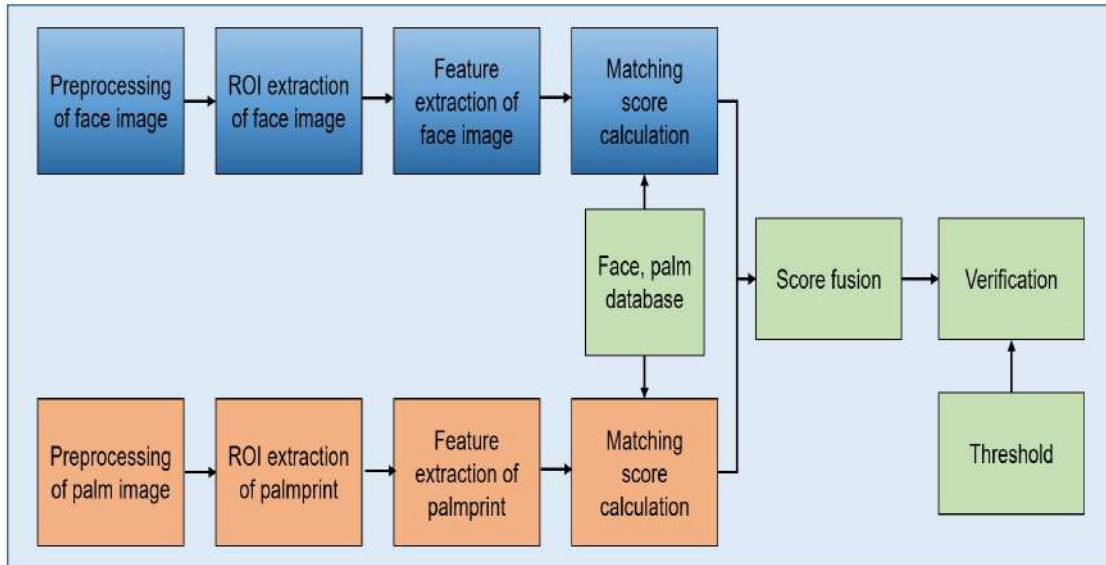 Preprocessing
of face image
ROI extraction
of face image
Feature
extraction of
face image
Matching
score
calculation
Face, palm
database
Score fusion
Verification
Threshold
Preprocessing
of palm image
ROI extraction
of palmprint
Feature
extraction of
palmprint
Matching
score
calculation